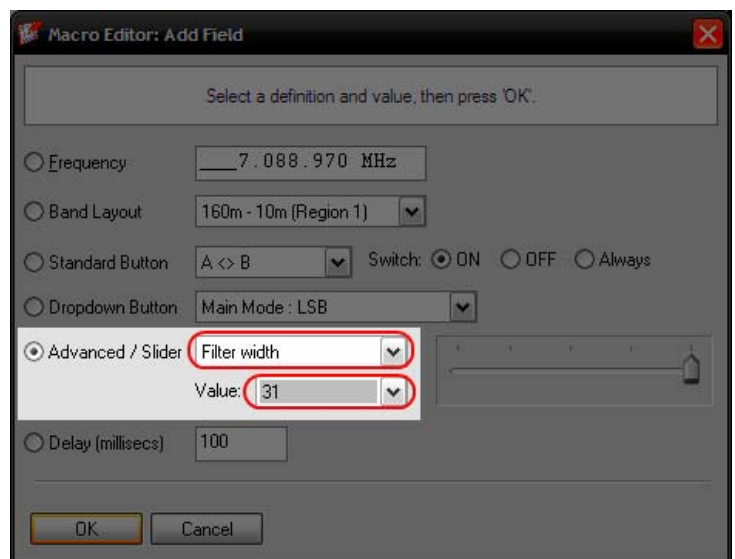 Macro Editor: Add Field
Select a definition and value, then press 'OK'.
Frequency ___7.088.970 MHz
Band Layout 160m - 10m (Region 1)
Standard Button A <> B Switch: ON OFF Always
Dropdown Button Main Mode : LSB
Advanced / Slider Filter width
Value: 31
Delay (millisecs) 100
OK Cancel